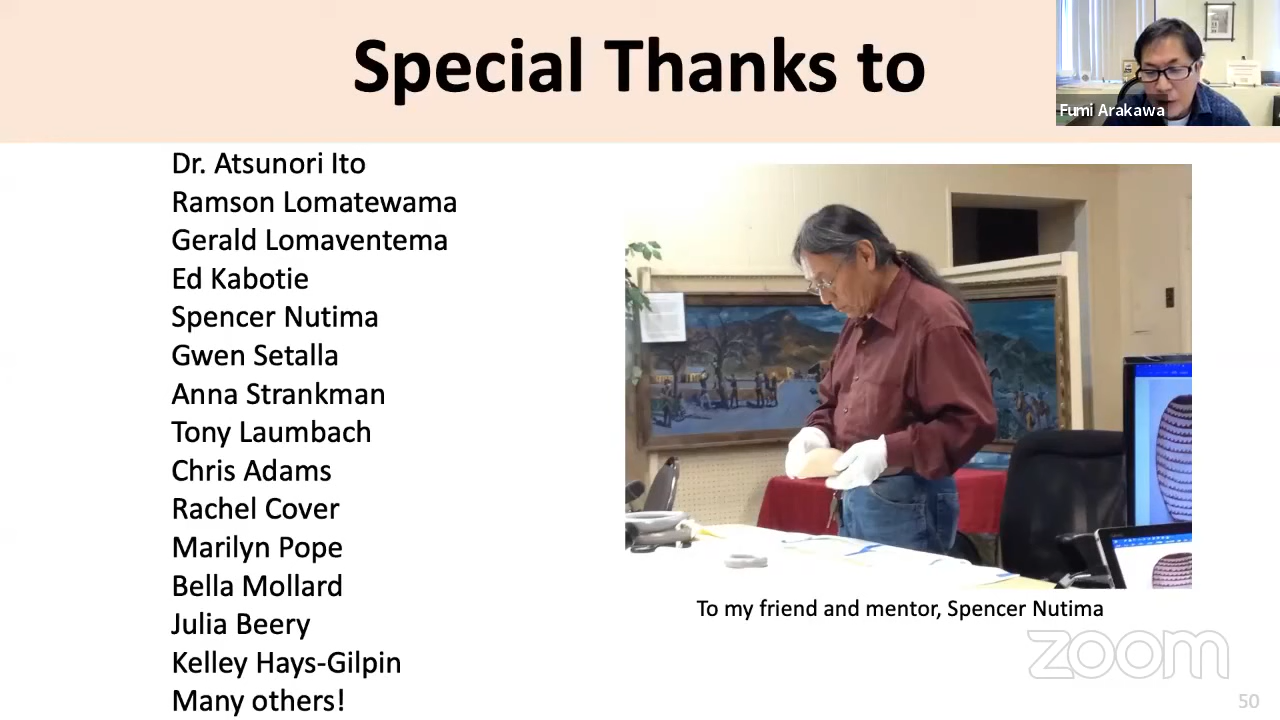 Special Thanks to
Fumi Arakawa
Dr. Atsunori Ito
Ramson Lomatewama
Gerald Lomaventema
Ed Kabotie
Spencer Nutima
Gwen Setalla
Anna Strankman
Tony Laumbach
Chris Adams
Rachel Cover
Marilyn Pope
Bella Mollard
Julia Beery
Kelley Hays-Gilpin
Many others!
To my friend and mentor, Spencer Nutima
zoom
50